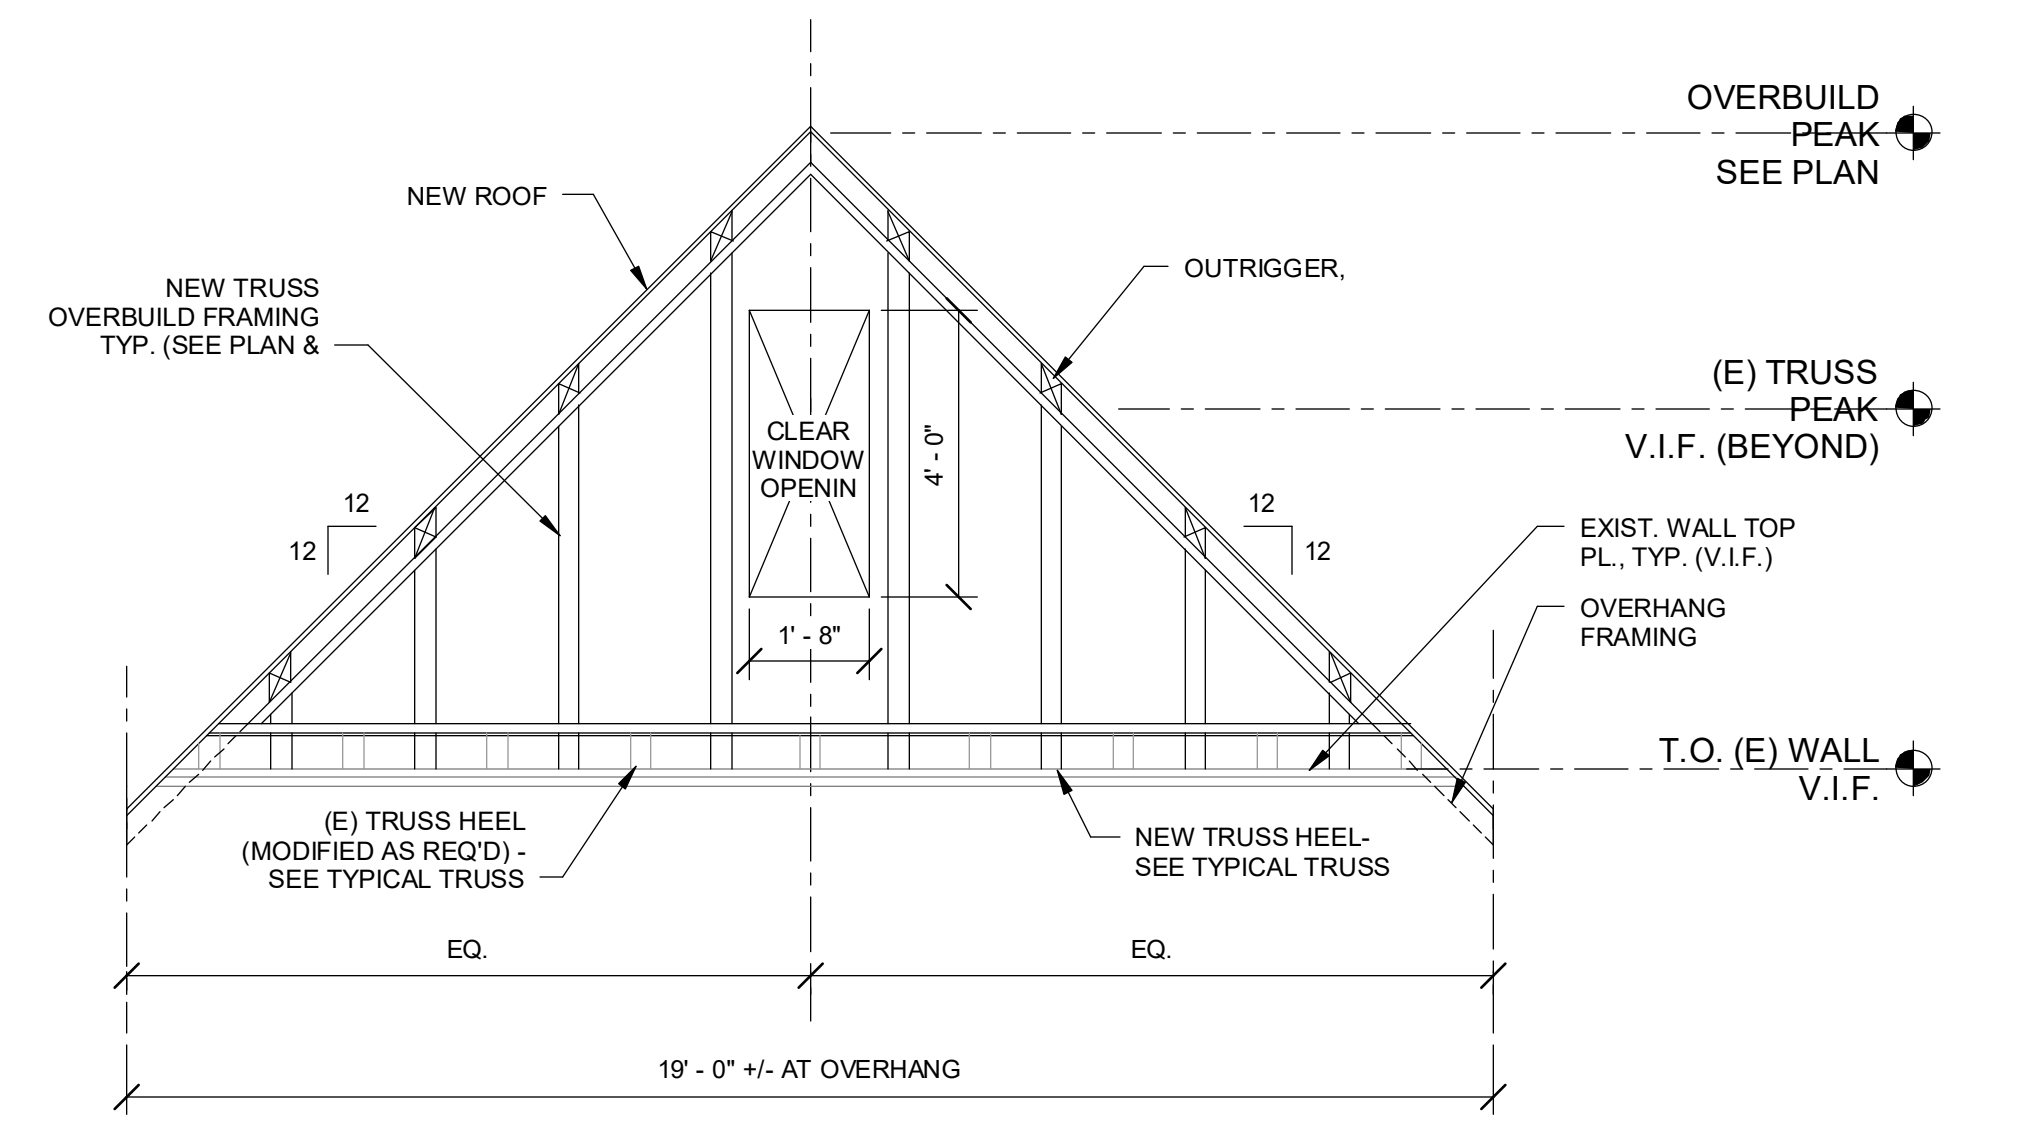 OVERBUILD
PEAK
SEE PLAN
NEW ROOF
OUTRIGGER,
NEW TRUSS
OVERBUILD FRAMING
TYP. (SEE PLAN &
(E) TRUSS
PEAK
V.I.F. (BEYOND)
CLEAR
WINDOW
OPENIN
4' - 0"
12
12
12
12
EXIST. WALL TOP
PL., TYP. (V.I.F.)
OVERHANG
FRAMING
1' - 8"
T.O. (E) WALL
V.I.F.
(E) TRUSS HEEL
(MODIFIED AS REQ'D) -
SEE TYPICAL TRUSS
NEW TRUSS HEEL-
SEE TYPICAL TRUSS
EQ.
EQ.
19' - 0" +/- AT OVERHANG